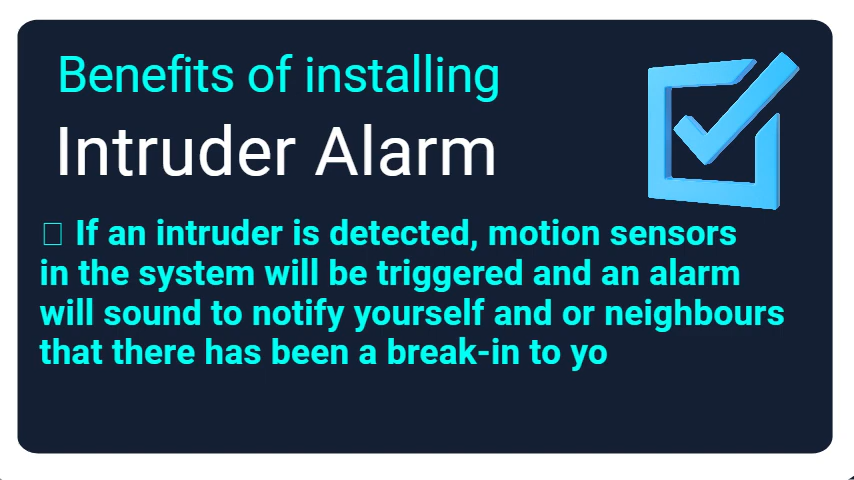 Benefits of installing
Intruder Alarm
If an intruder is detected, motion sensors
in the system will be triggered and an alarm
will sound to notify yourself and or neighbours
that there has been a break-in to yo